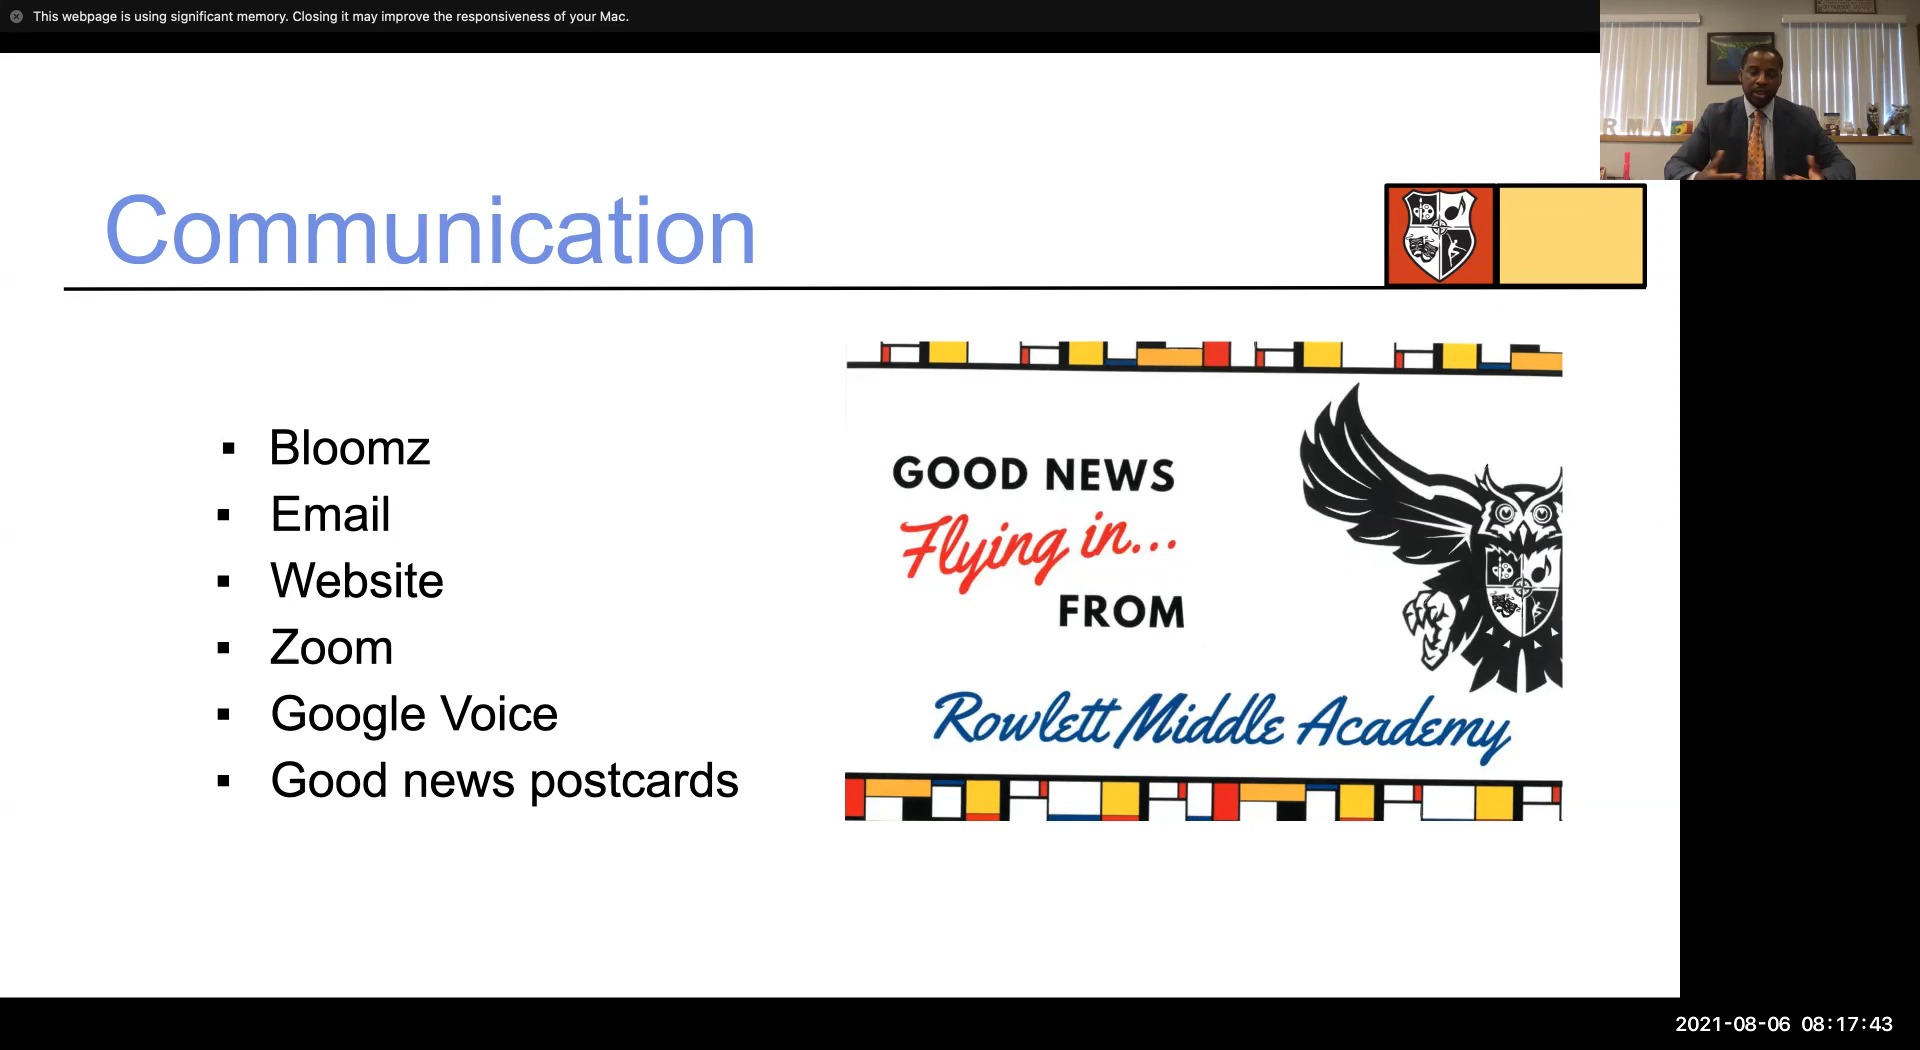 This webpage is using significant memory. Closing it may improve the responsiveness of your Mac.
RMA
Communication
▪ Bloomz
▪ Email
▪ Website
▪ Zoom
▪ Google Voice
▪ Good news postcards
GOOD NEWS
Flying in...
FROM
Rowlett Middle Academy
2021-08-06 08:17:43